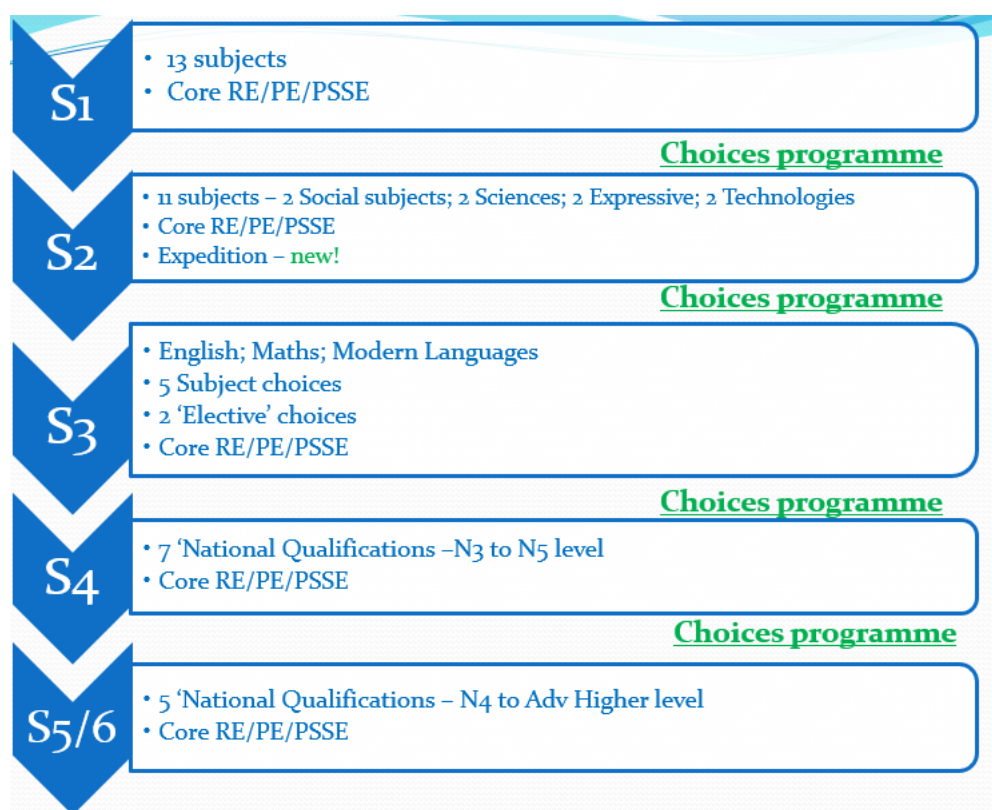 S1
• 13 subjects
• Core RE/PE/PSSE
Choices programme
S2
• 11 subjects – 2 Social subjects; 2 Sciences; 2 Expressive; 2 Technologies
• Core RE/PE/PSSE
• Expedition – new!
Choices programme
S3
• English; Maths; Modern Languages
• 5 Subject choices
• 2 ‘Elective’ choices
• Core RE/PE/PSSE
Choices programme
S4
• 7 ‘National Qualifications –N3 to N5 level
• Core RE/PE/PSSE
Choices programme
S5/6
• 5 ‘National Qualifications – N4 to Adv Higher level
• Core RE/PE/PSSE